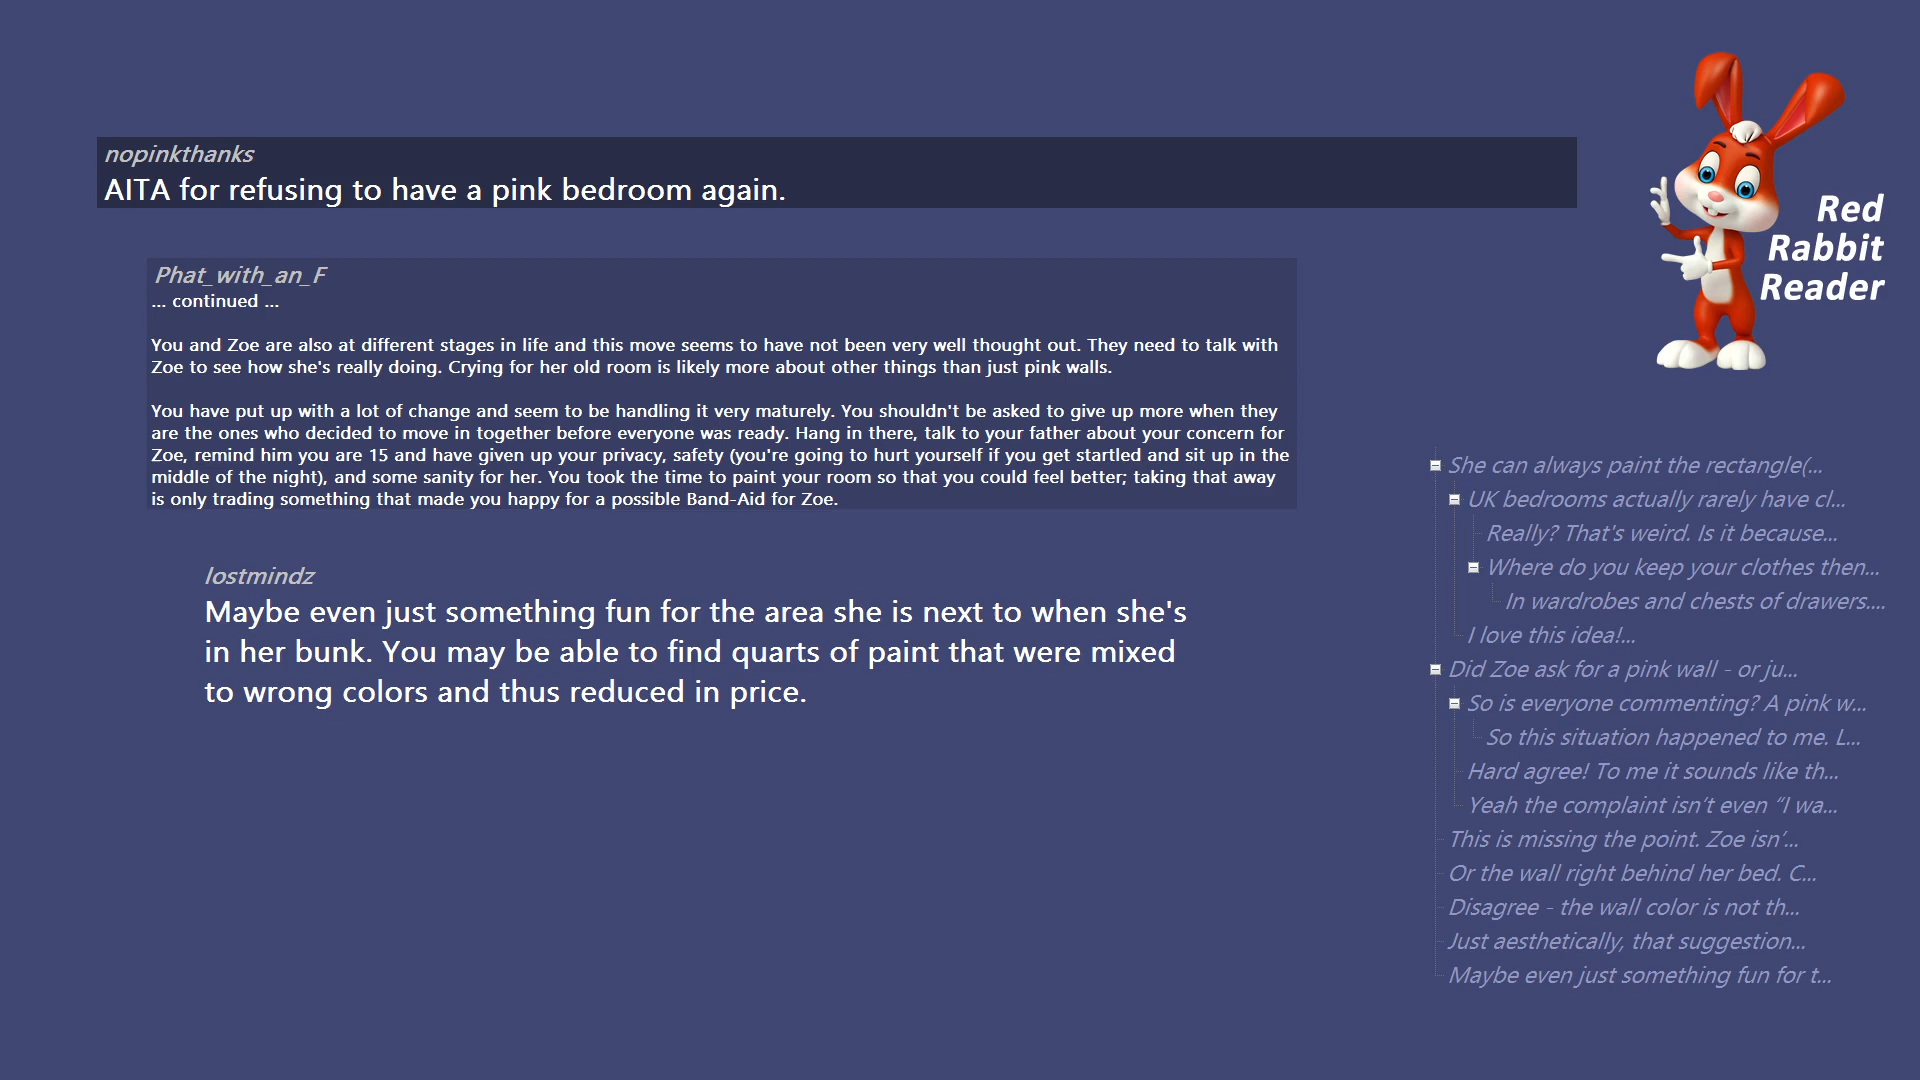 nopinkthanks
AITA for refusing to have a pink bedroom again.
Phat_with_an_F
... continued ...
You and Zoe are also at different stages in life and this move seems to have not been very well thought out. They need to talk with
Zoe to see how she's really doing. Crying for her old room is likely more about other things than just pink walls.
You have put up with a lot of change and seem to be handling it very maturely. You shouldn't be asked to give up more when they
are the ones who decided to move in together before everyone was ready. Hang in there, talk to your father about your concern for
Zoe, remind him you are 15 and have given up your privacy, safety (you're going to hurt yourself if you get startled and sit up in the
middle of the night), and some sanity for her. You took the time to paint your room so that you could feel better; taking that away
is only trading something that made you happy for a possible Band-Aid for Zoe.
lostmindz
Maybe even just something fun for the area she is next to when she's
in her bunk. You may be able to find quarts of paint that were mixed
to wrong colors and thus reduced in price.
Red
Rabbit
Reader
She can always paint the rectangle(...
UK bedrooms actually rarely have cl...
Really? That's weird. Is it because...
Where do you keep your clothes then...
In wardrobes and chests of drawers....
I love this idea!...
Did Zoe ask for a pink wall - or ju...
So is everyone commenting? A pink w...
So this situation happened to me. L...
Hard agree! To me it sounds like th...
Yeah the complaint isn’t even “I wa...
This is missing the point. Zoe isn’...
Or the wall right behind her bed. C...
Disagree - the wall color is not th...
Just aesthetically, that suggestion...
Maybe even just something fun for t...